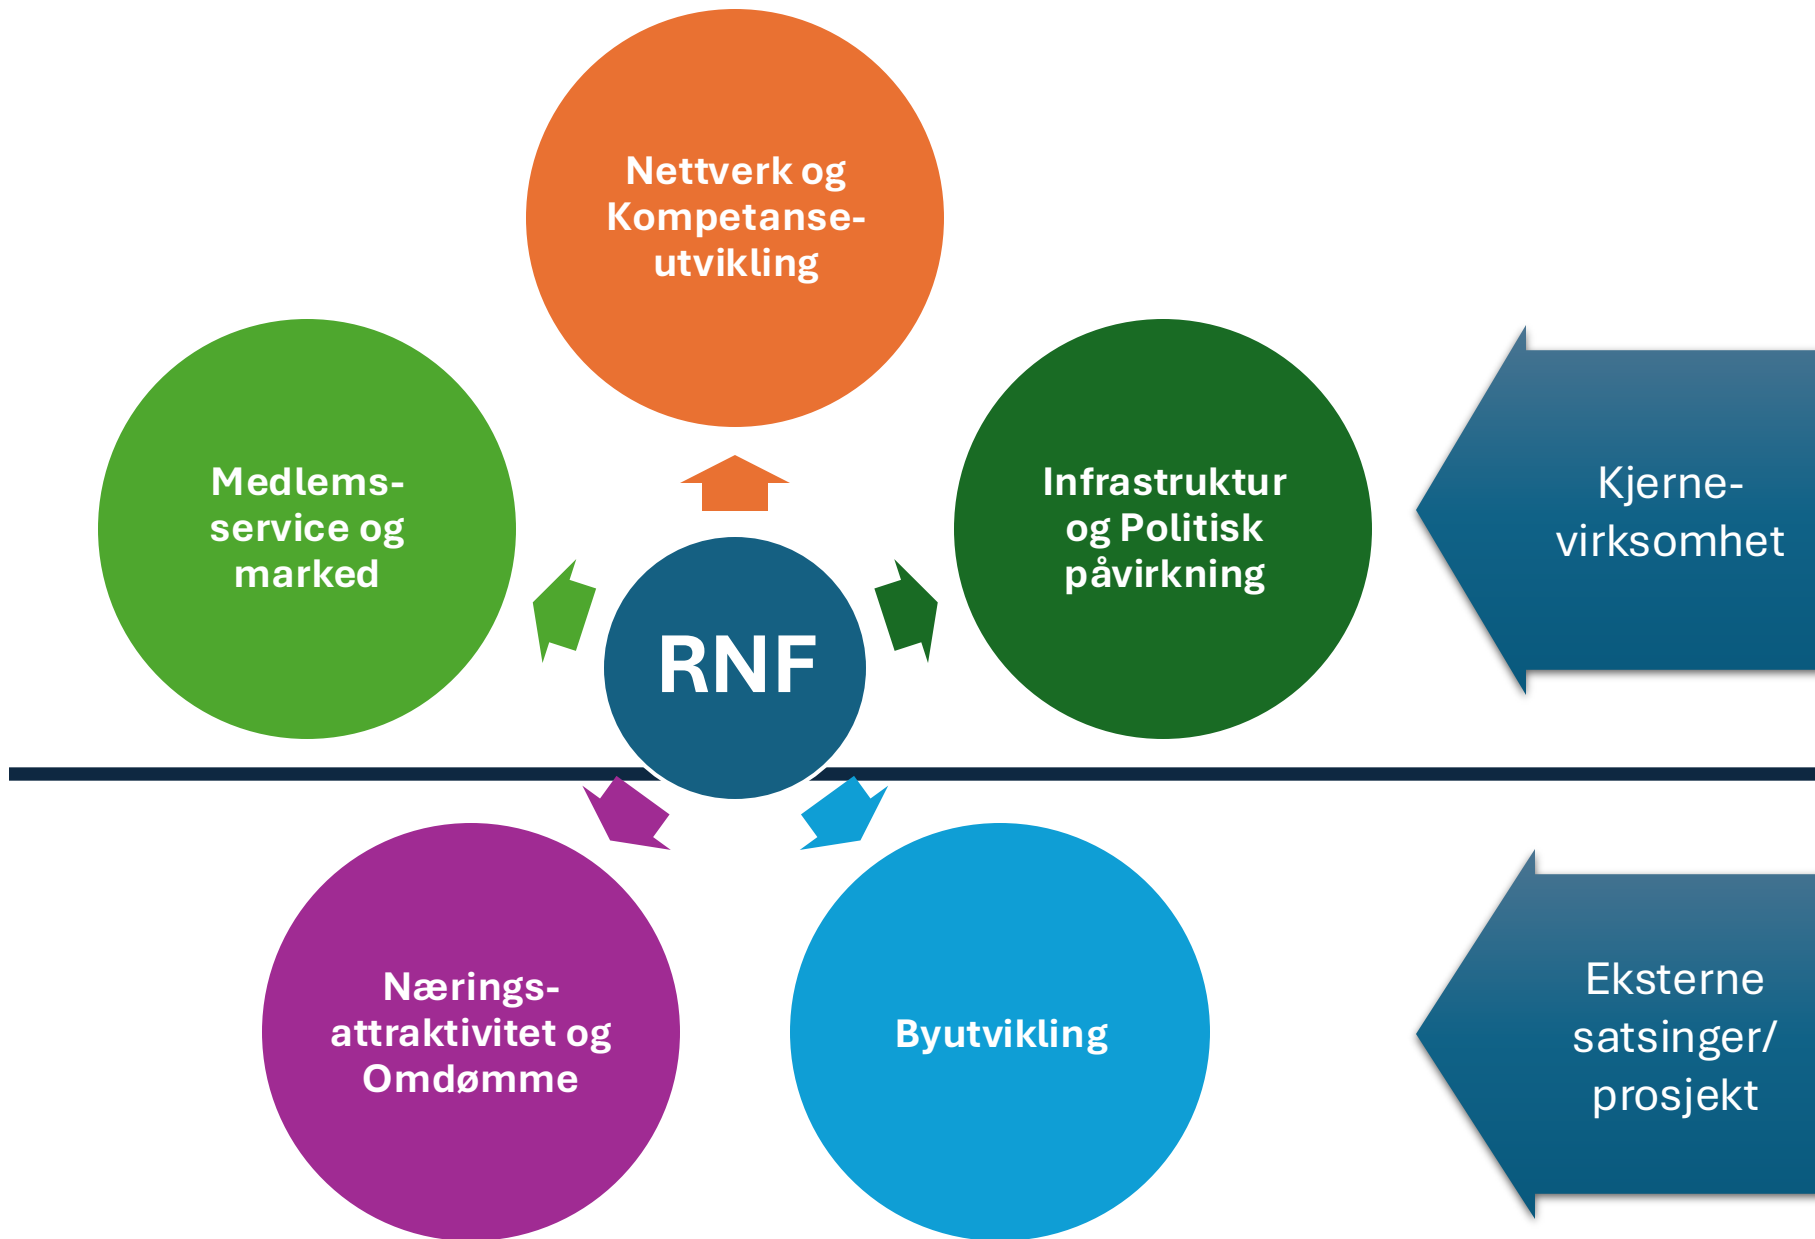 Nettverk og
Kompetanse-
utvikling
Medlems-
service og
marked
Infrastruktur
og Politisk
påvirkning
Kjerne-
virksomhet
RNF
Nærings-
attraktivitet og
Omdømme
Byutvikling
Eksterne
satsinger/
prosjekt